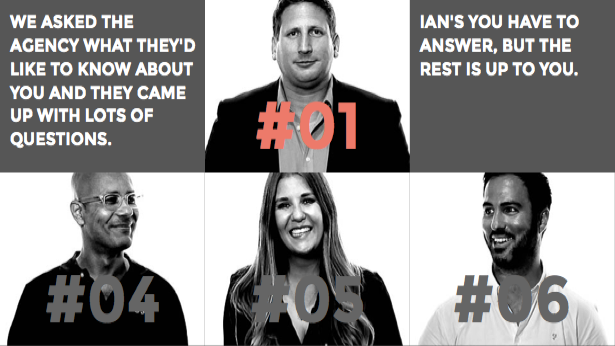 WE ASKED THE
AGENCY WHAT THEY'D
LIKE TO KNOW ABOUT
YOU AND THEY CAME
UP WITH LOTS OF
QUESTIONS.
#01
IAN'S YOU HAVE TO
ANSWER, BUT THE
REST IS UP TO YOU.
#04
#05
#06